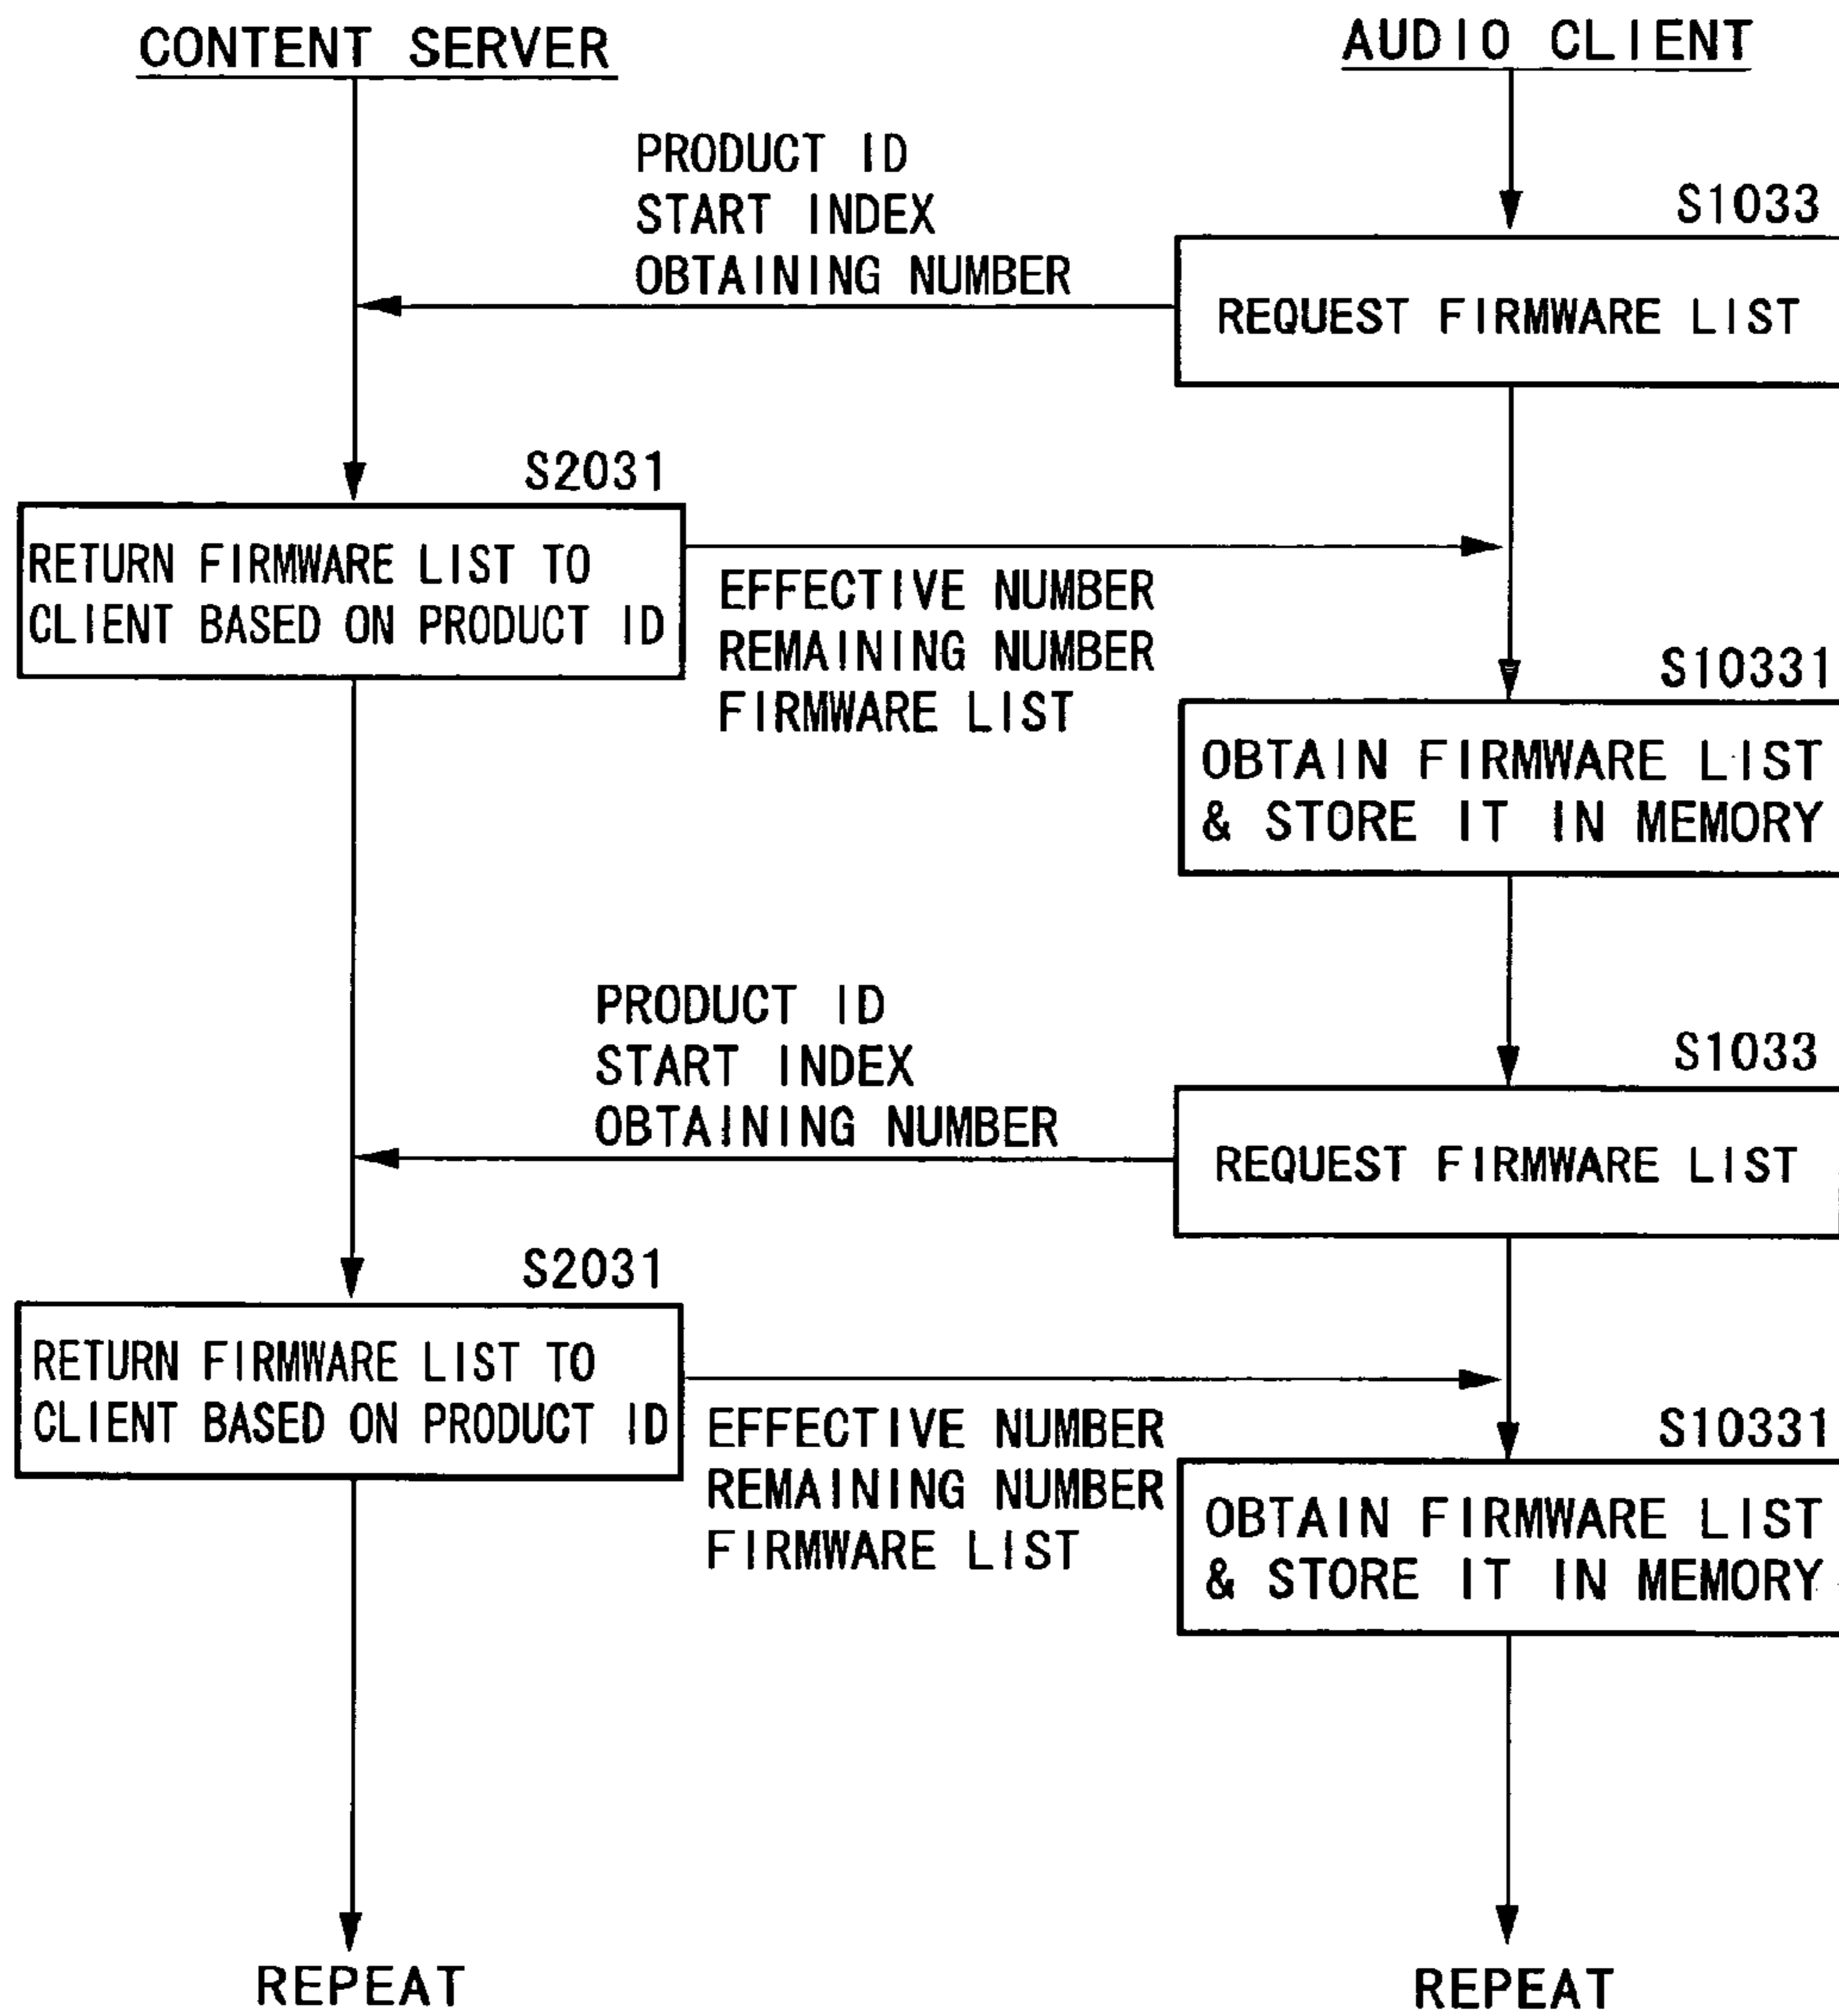 CONTENT SERVER
AUDIO CLIENT
PRODUCT ID
START INDEX
OBTAINING NUMBER
S1033
REQUEST FIRMWARE LIST
S2031
RETURN FIRMWARE LIST TO
CLIENT BASED ON PRODUCT ID
EFFECTIVE NUMBER
REMAINING NUMBER
FIRMWARE LIST
S10331
OBTAIN FIRMWARE LIST
& STORE IT IN MEMORY
PRODUCT ID
START INDEX
OBTAINING NUMBER
S1033
REQUEST FIRMWARE LIST
S2031
RETURN FIRMWARE LIST TO
CLIENT BASED ON PRODUCT ID
EFFECTIVE NUMBER
REMAINING NUMBER
FIRMWARE LIST
S10331
OBTAIN FIRMWARE LIST
& STORE IT IN MEMORY
REPEAT
REPEAT